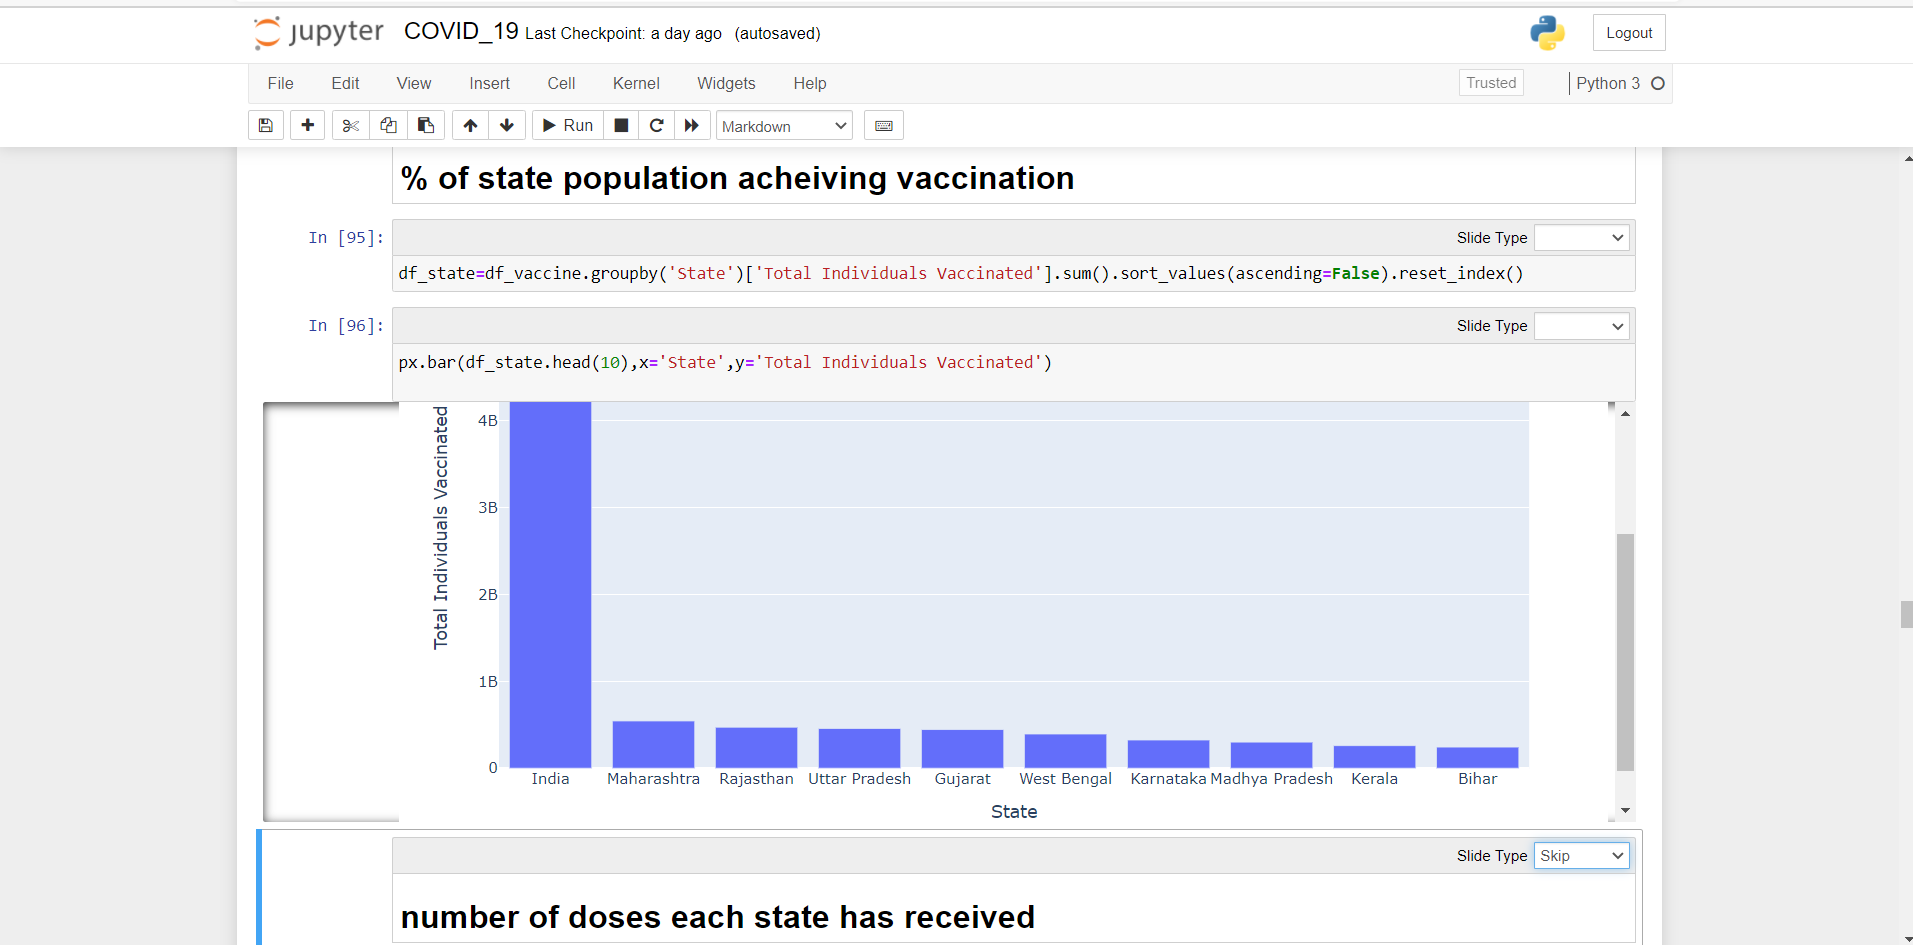 jupyter COVID_19 Last Checkpoint: a day ago (autosaved) Logout
File Edit View Insert Cell Kernel Widgets Help Trusted Python 3
Run Markdown
% of state population acheiving vaccination
In [95]: Slide Type
df_state=df_vaccine.groupby('State')['Total Individuals Vaccinated'].sum().sort_values(ascending=False).reset_index()
In [96]: Slide Type
px.bar(df_state.head(10),x='State',y='Total Individuals Vaccinated')
Total Individuals Vaccinated
4B
3B
2B
1B
0
India Maharashtra Rajasthan Uttar Pradesh Gujarat West Bengal Karnataka Madhya Pradesh Kerala Bihar
State
Slide Type Skip
number of doses each state has received